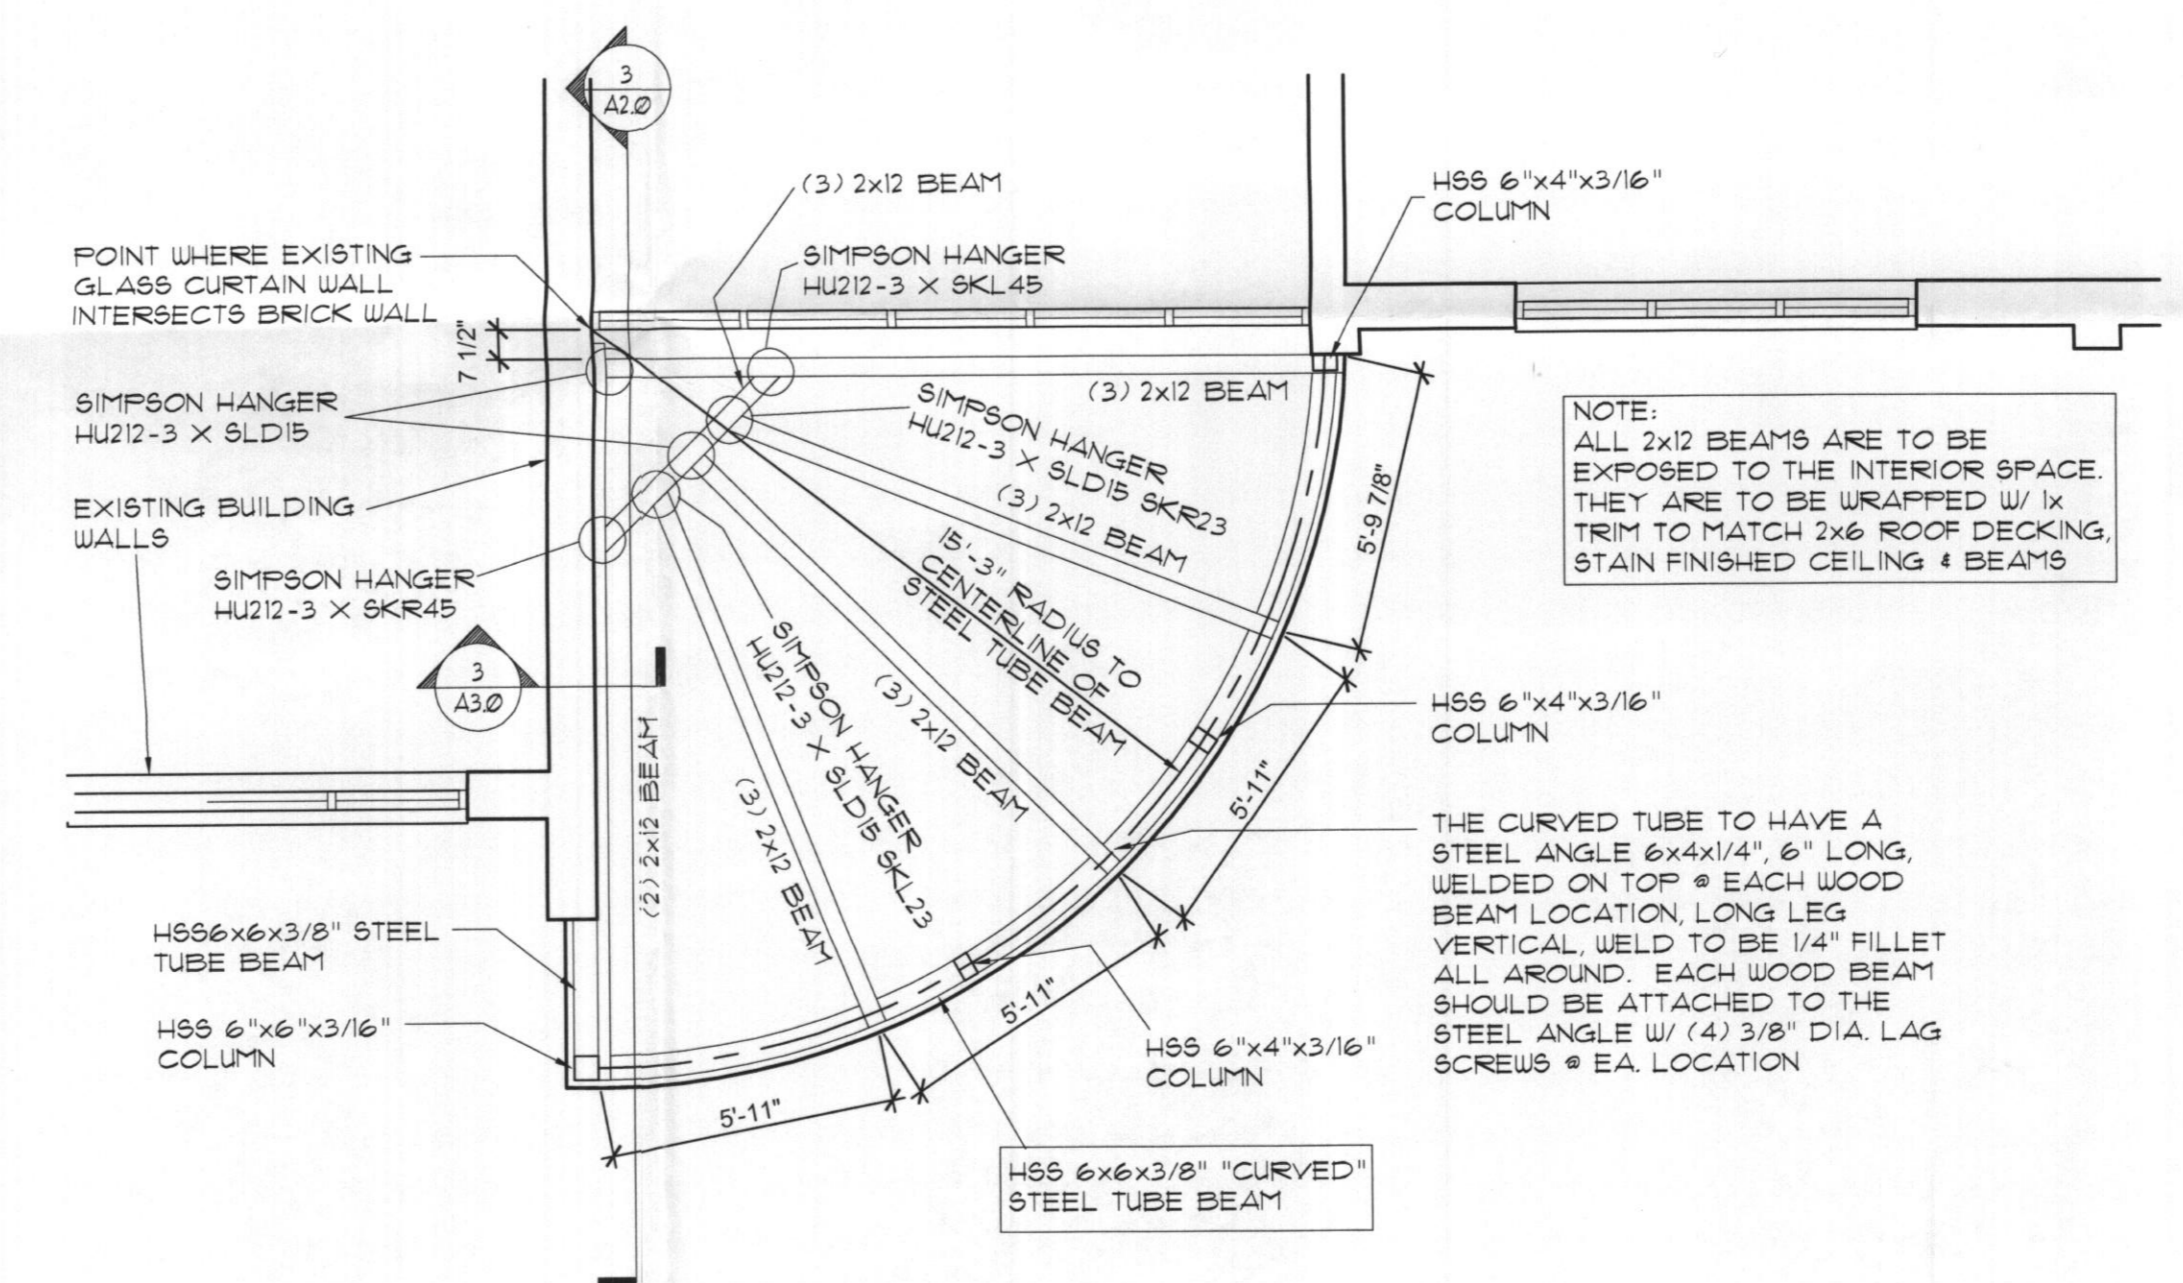 3
A2.0
(3) 2x12 BEAM
HSS 6"x4"x3/16"
COLUMN
POINT WHERE EXISTING
GLASS CURTAIN WALL
INTERSECTS BRICK WALL
SIMPSON HANGER
HU212-3 X SKL45
7 1/2"
SIMPSON HANGER
HU212-3 X SLD15
(3) 2x12 BEAM
SIMPSON HANGER
HU212-3 X SLD15 SKR23
(3) 2x12 BEAM
NOTE:
ALL 2x12 BEAMS ARE TO BE
EXPOSED TO THE INTERIOR SPACE.
THEY ARE TO BE WRAPPED W/ 1x
TRIM TO MATCH 2x6 ROOF DECKING,
STAIN FINISHED CEILING & BEAMS
5'-9 7/8"
EXISTING BUILDING
WALLS
15'-3" RADIUS TO
CENTERLINE OF
STEEL TUBE BEAM
SIMPSON HANGER
HU212-3 X SKR45
3
A3.0
SIMPSON HANGER
HU212-3 X SLD15 SKL23
(3) 2x12 BEAM
HSS 6"x4"x3/16"
COLUMN
(2) 2x12 BEAM
(3) 2x12 BEAM
5'-11"
THE CURVED TUBE TO HAVE A
STEEL ANGLE 6x4x1/4", 6" LONG,
WELDED ON TOP @ EACH WOOD
BEAM LOCATION, LONG LEG
VERTICAL, WELD TO BE 1/4" FILLET
ALL AROUND. EACH WOOD BEAM
SHOULD BE ATTACHED TO THE
STEEL ANGLE W/ (4) 3/8" DIA. LAG
SCREWS @ EA. LOCATION
HSS6x6x3/8" STEEL
TUBE BEAM
5'-11"
HSS 6"x6"x3/16"
COLUMN
HSS 6"x4"x3/16"
COLUMN
5'-11"
HSS 6x6x3/8" "CURVED"
STEEL TUBE BEAM